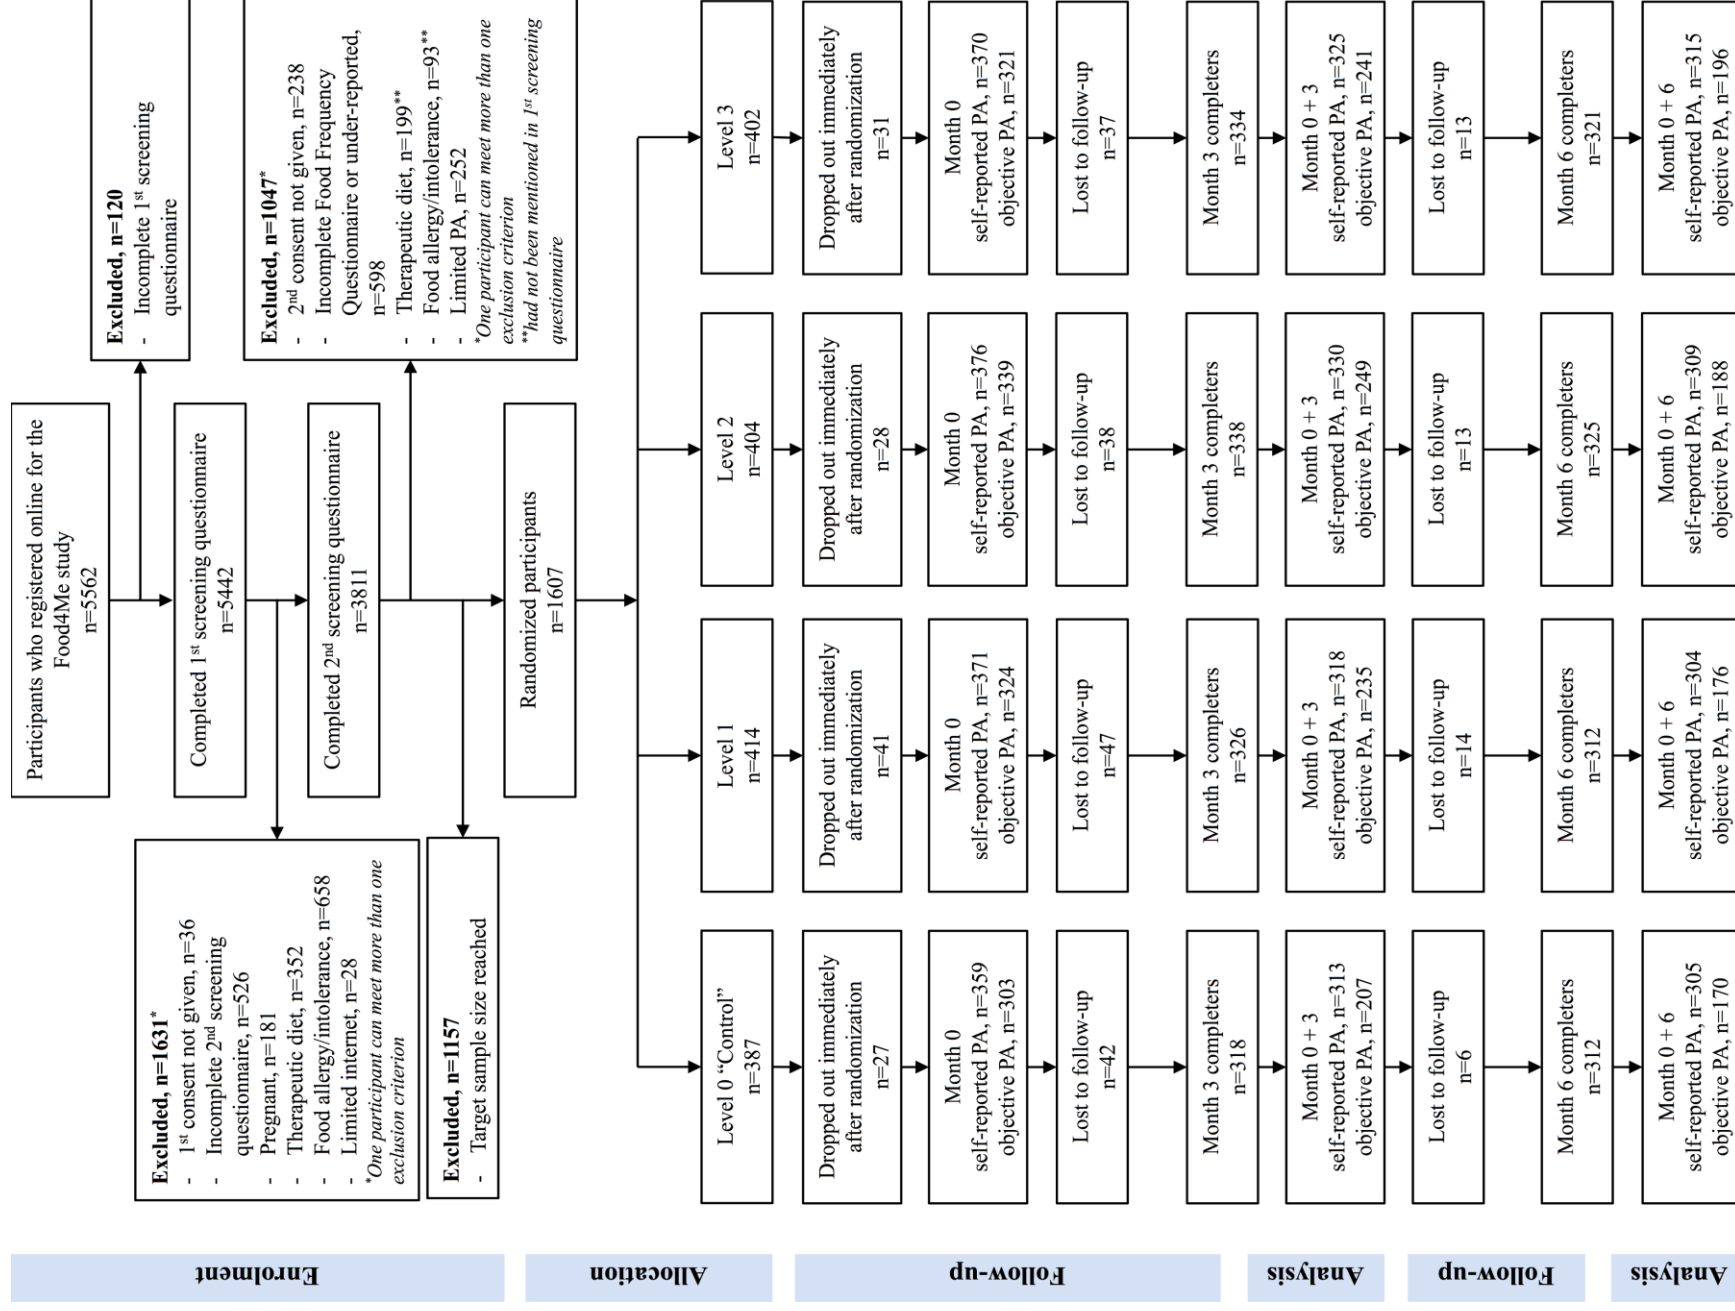 Participants who registered online for the
Food4Me study
n=5562
Excluded, n=120
- Incomplete 1st screening
questionnaire
Completed 1st screening questionnaire
n=5442
Excluded, n=1631*
- 1st consent not given, n=36
- Incomplete 2nd screening
questionnaire, n=526
- Pregnant, n=181
- Therapeutic diet, n=352
- Food allergy/intolerance, n=658
- Limited internet, n=28
*One participant can meet more than one
exclusion criterion
Completed 2nd screening questionnaire
n=3811
Excluded, n=1047*
- 2nd consent not given, n=238
- Incomplete Food Frequency
Questionnaire or under-reported,
n=598
- Therapeutic diet, n=199**
- Food allergy/intolerance, n=93**
- Limited PA, n=252
*One participant can meet more than one
exclusion criterion
**had not been mentioned in 1st screening
questionnaire
Excluded, n=1157
- Target sample size reached
Randomized participants
n=1607
Enrolment
Level 0 “Control”
n=387
Level 1
n=414
Level 2
n=404
Level 3
n=402
Allocation
Dropped out immediately
after randomization
n=27
Dropped out immediately
after randomization
n=41
Dropped out immediately
after randomization
n=28
Dropped out immediately
after randomization
n=31
Month 0
self-reported PA, n=359
objective PA, n=303
Month 0
self-reported PA, n=371
objective PA, n=324
Month 0
self-reported PA, n=376
objective PA, n=339
Month 0
self-reported PA, n=370
objective PA, n=321
Lost to follow-up
n=42
Lost to follow-up
n=47
Lost to follow-up
n=38
Lost to follow-up
n=37
Month 3 completers
n=318
Month 3 completers
n=326
Month 3 completers
n=338
Month 3 completers
n=334
Follow-up
Month 0 + 3
self-reported PA, n=313
objective PA, n=207
Month 0 + 3
self-reported PA, n=318
objective PA, n=235
Month 0 + 3
self-reported PA, n=330
objective PA, n=249
Month 0 + 3
self-reported PA, n=325
objective PA, n=241
Analysis
Lost to follow-up
n=6
Lost to follow-up
n=14
Lost to follow-up
n=13
Lost to follow-up
n=13
Month 6 completers
n=312
Month 6 completers
n=312
Month 6 completers
n=325
Month 6 completers
n=321
Follow-up
Month 0 + 6
self-reported PA, n=305
objective PA, n=170
Month 0 + 6
self-reported PA, n=304
objective PA, n=176
Month 0 + 6
self-reported PA, n=309
objective PA, n=188
Month 0 + 6
self-reported PA, n=315
objective PA, n=196
Analysis